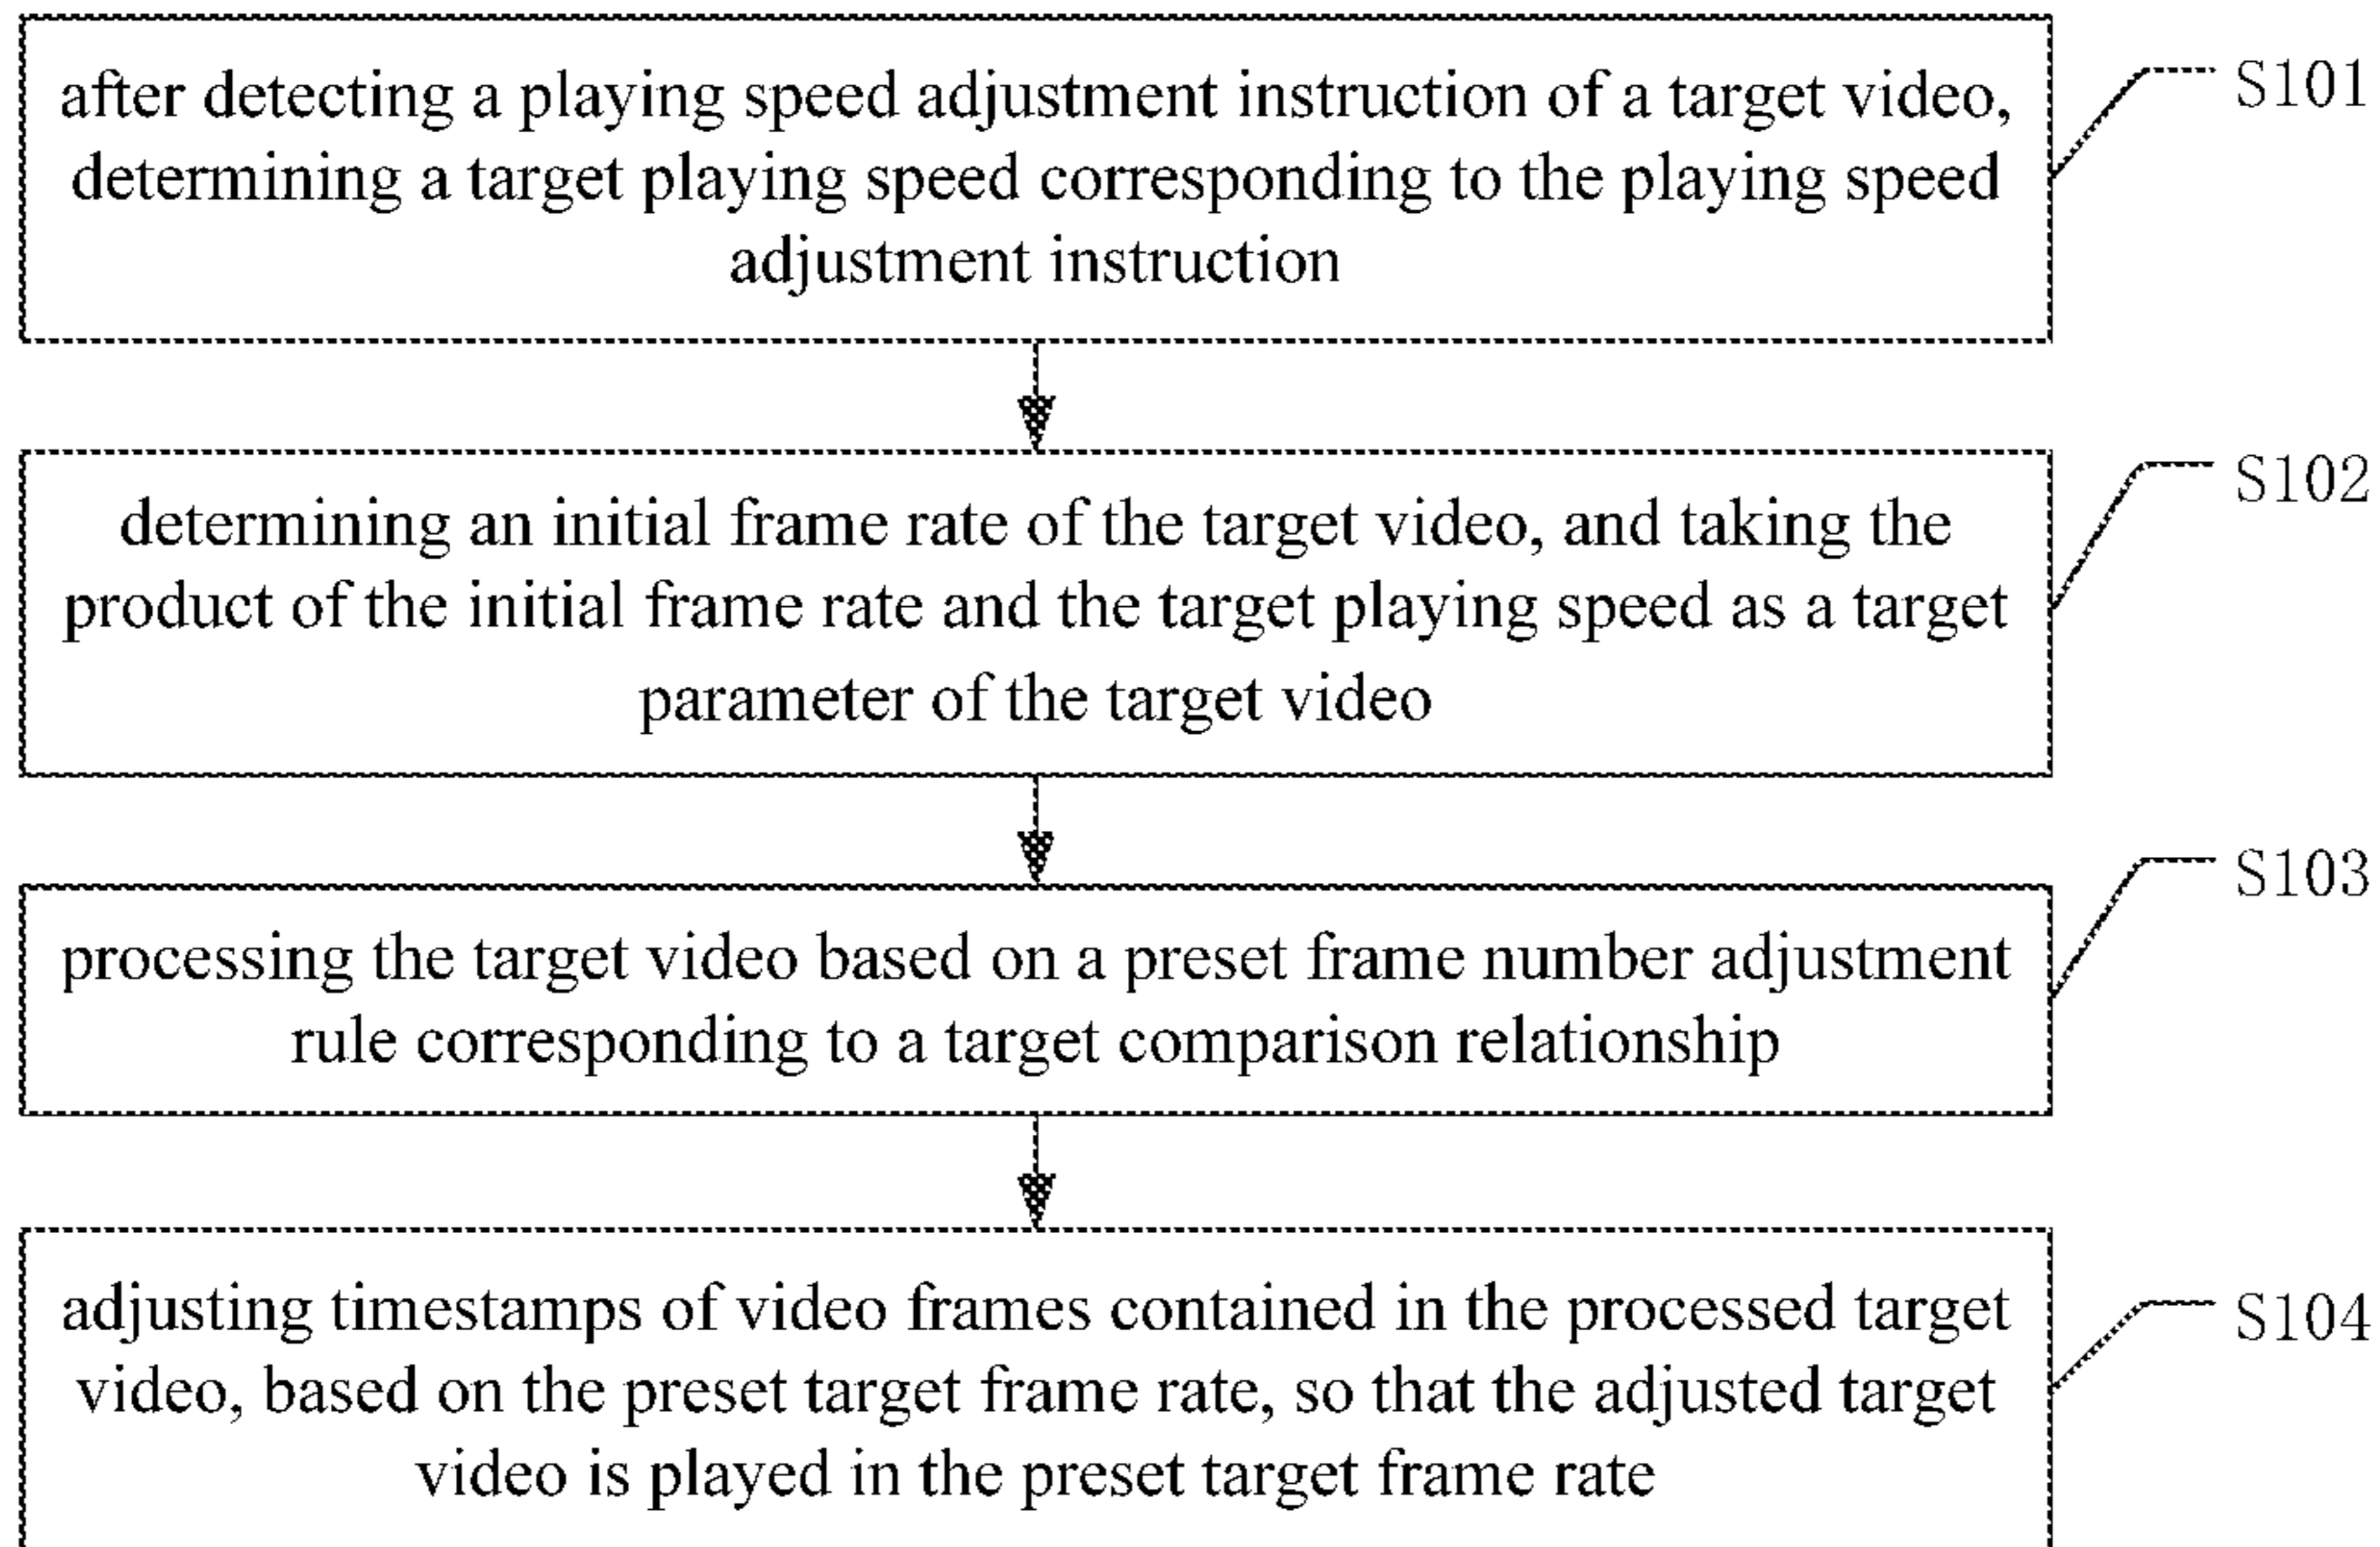 after detecting a playing speed adjustment instruction of a target video,
determining a target playing speed corresponding to the playing speed
adjustment instruction
S101
determining an initial frame rate of the target video, and taking the
product of the initial frame rate and the target playing speed as a target
parameter of the target video
S102
processing the target video based on a preset frame number adjustment
rule corresponding to a target comparison relationship
S103
adjusting timestamps of video frames contained in the processed target
video, based on the preset target frame rate, so that the adjusted target
video is played in the preset target frame rate
S104